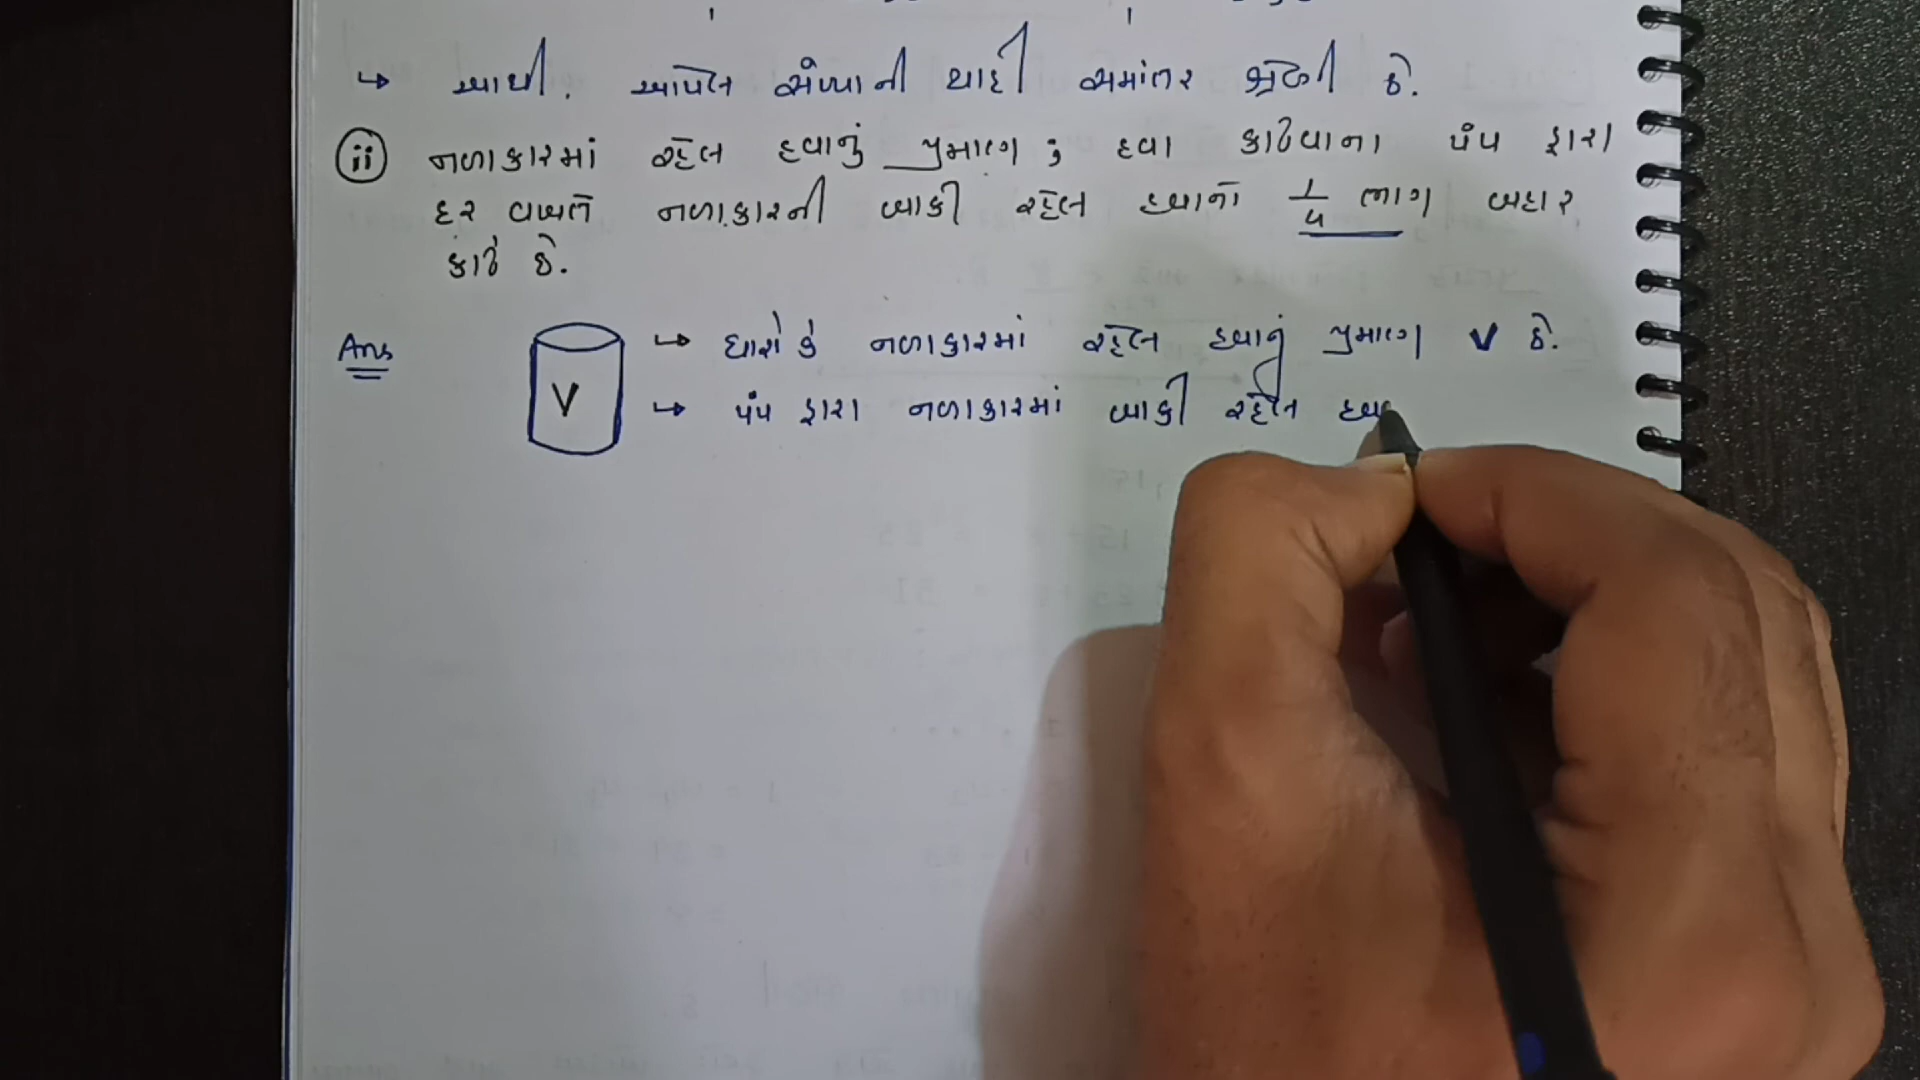 ↳ આથી. આપેલ સંખ્યાની યાદી સમાંતર શ્રેણી છે.
ii નળાકારમાં રહેલ હવાનું પ્રમાણ ; હવા કાઢવાના પંપ દ્વારા
દર વખતે નળાકારની બાકી રહેલ હવાનો 1/4 ભાગ બહાર
કાઢે છે.
Ans ↳ ધારો કે નળાકારમાં રહેલ હવાનું પ્રમાણ V છે.
V ↳ પંપ દ્વારા નળાકારમાં બાકી રહેલ હવા